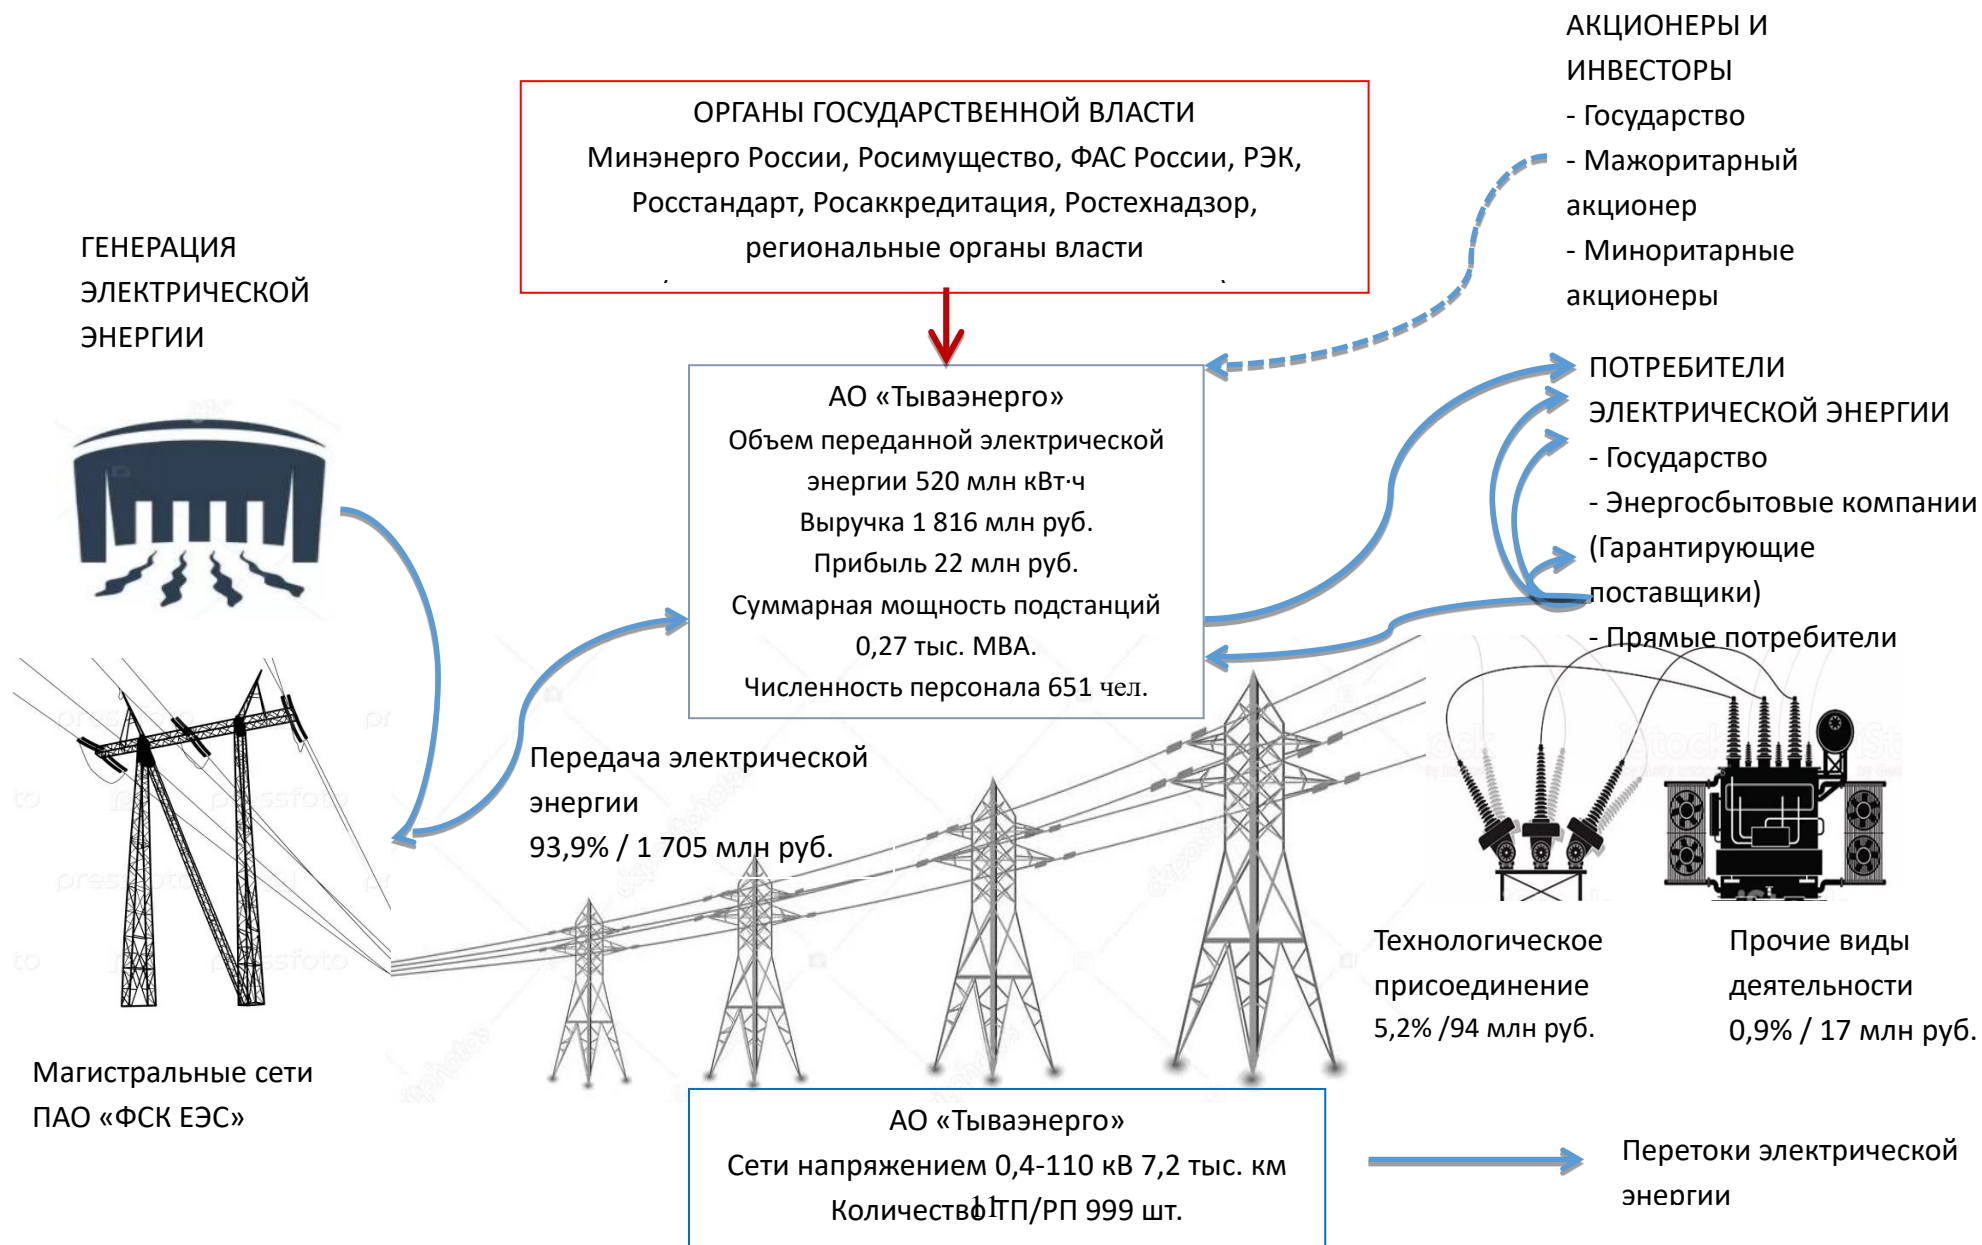 АКЦИОНЕРЫ И
ИНВЕСТОРЫ
- Государство
- Мажоритарный
акционер
- Миноритарные
акционеры
ОРГАНЫ ГОСУДАРСТВЕННОЙ ВЛАСТИ
Минэнерго России, Росимущество, ФАС России, РЭК,
Росстандарт, Росаккредитация, Ростехнадзор,
региональные органы власти
ГЕНЕРАЦИЯ
ЭЛЕКТРИЧЕСКОЙ
ЭНЕРГИИ
АО «Тываэнерго»
Объем переданной электрической
энергии 520 млн кВт·ч
Выручка 1 816 млн руб.
Прибыль 22 млн руб.
Суммарная мощность подстанций
0,27 тыс. МВА.
Численность персонала 651 чел.
ПОТРЕБИТЕЛИ
ЭЛЕКТРИЧЕСКОЙ ЭНЕРГИИ
- Государство
- Энергосбытовые компании
(Гарантирующие
поставщики)
- Прямые потребители
Передача электрической
энергии
93,9% / 1 705 млн руб.
Технологическое
присоединение
5,2% /94 млн руб.
Прочие виды
деятельности
0,9% / 17 млн руб.
Магистральные сети
ПАО «ФСК ЕЭС»
АО «Тываэнерго»
Сети напряжением 0,4-110 кВ 7,2 тыс. км
Количество ТП/РП 999 шт.
11
Перетоки электрической
энергии